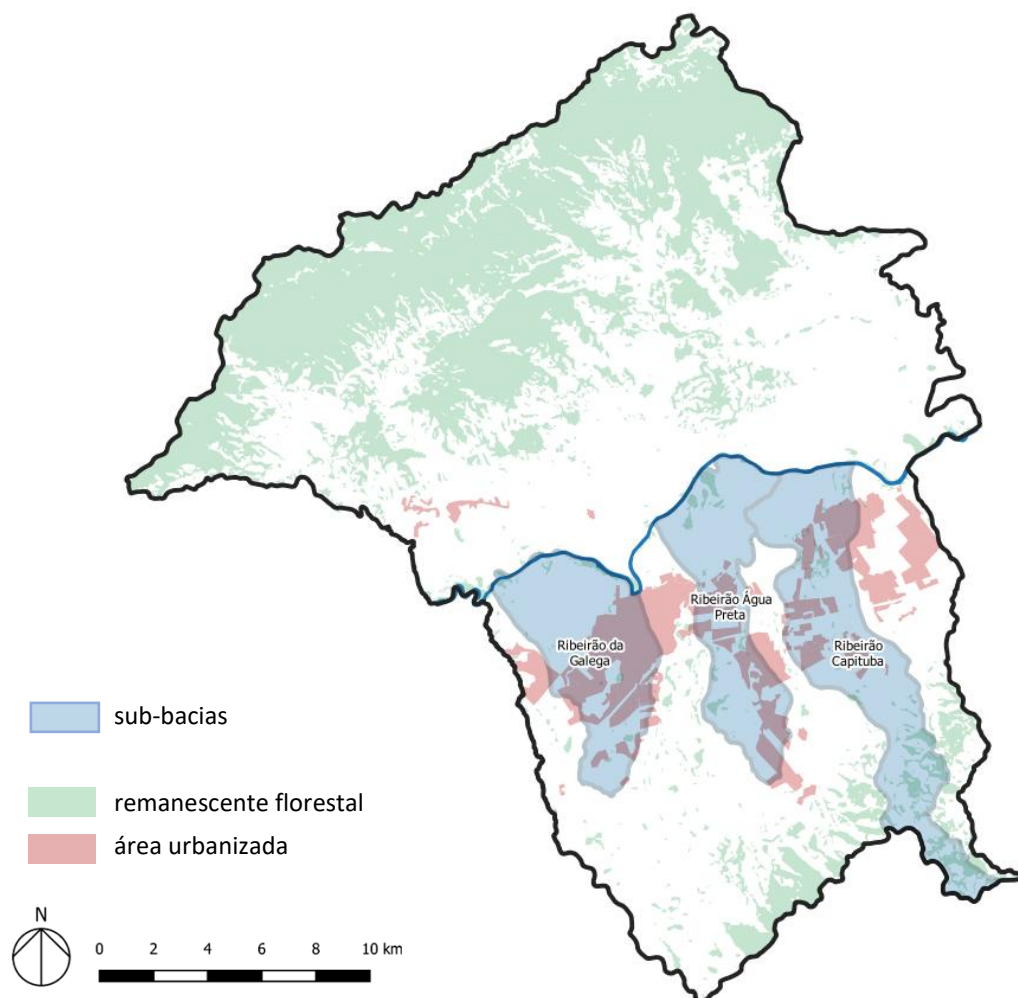 Ribeirão Água
Preta
Ribeirão da
Galega
Ribeirão
Capituba
sub-bacias
remanescente florestal
área urbanizada
N
0 2 4 6 8 10 km